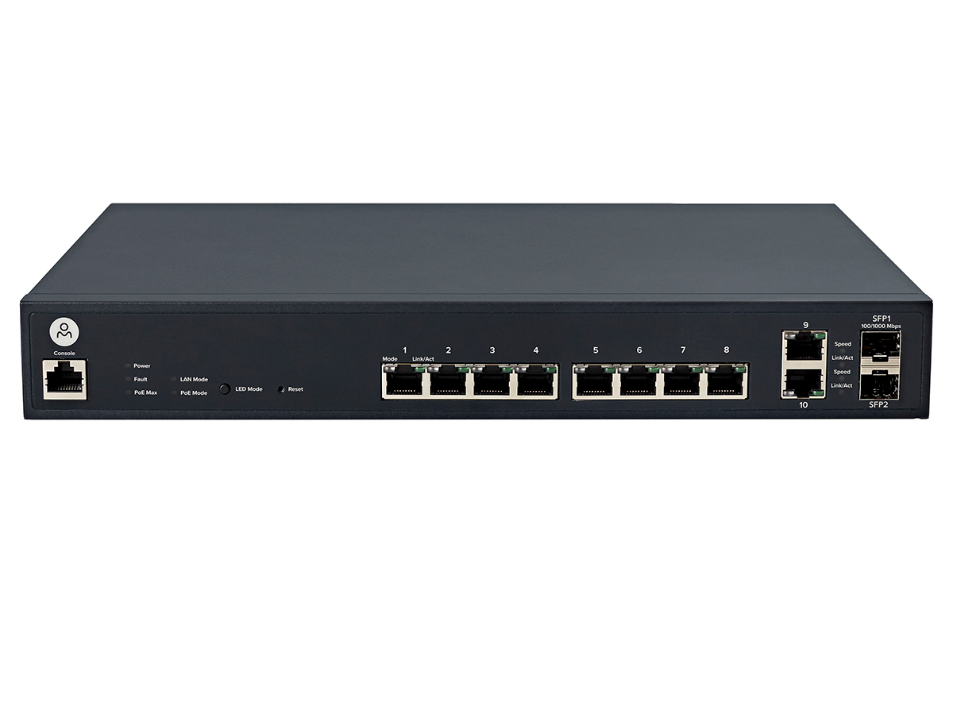 Console
Power
Fault
PoE Max
LAN Mode
PoE Mode
LED Mode
Reset
Mode
Link/Act
1
2
3
4
5
6
7
8
9
10
Speed
Link/Act
Speed
Link/Act
SFP1
100/1000 Mbps
SFP2